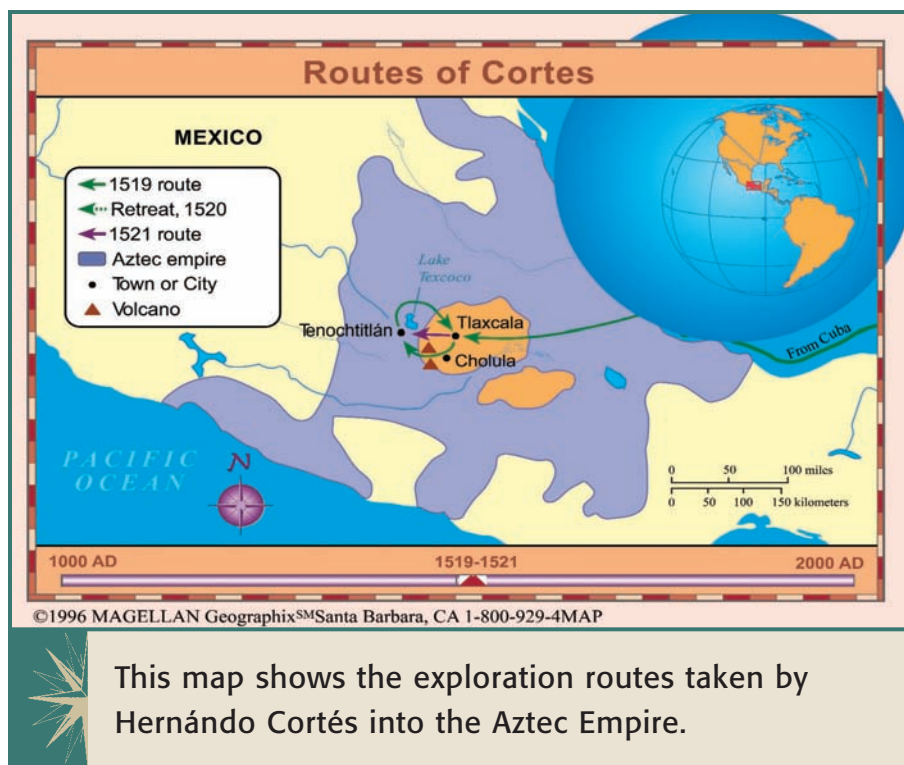 Routes of Cortes
MEXICO
1519 route
Retreat, 1520
1521 route
Aztec empire
Town or City
Volcano
Lake
Texcoco
Tenochtitlán
Tlaxcala
Cholula
From Cuba
PACIFIC
OCEAN
N
0 50 100 miles
0 50 100 150 kilometers
1000 AD 1519-1521 2000 AD
©1996 MAGELLAN Geographix℠Santa Barbara, CA 1-800-929-4MAP
This map shows the exploration routes taken by
Hernándo Cortés into the Aztec Empire.